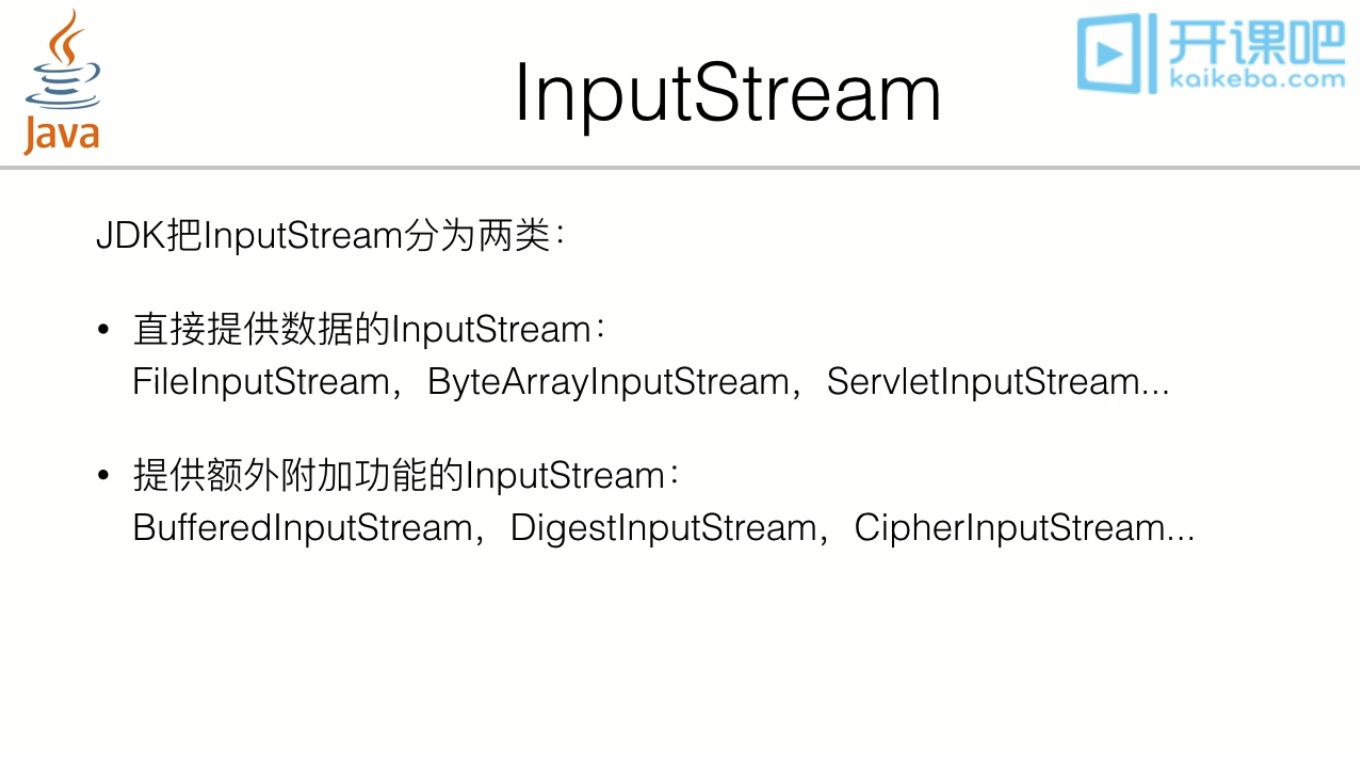 Java
InputStream
开课吧
kaikeba.com
JDK把InputStream分为两类：
• 直接提供数据的InputStream：
FileInputStream，ByteArrayInputStream，ServletInputStream...
• 提供额外附加功能的InputStream：
BufferedInputStream，DigestInputStream，CipherInputStream...